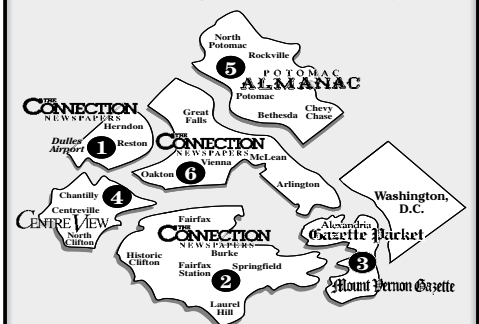 North
Potomac
Rockville
5
POTOMAC
ALMANAC
Potomac
Bethesda
Chevy
Chase
THE
CONNECTION
NEWSPAPERS
Herndon
Dulles
Airport
1
Reston
Great
Falls
THE
CONNECTION
NEWSPAPERS
Vienna
McLean
Oakton
6
Arlington
Chantilly
4
Centreville
CENTRE VIEW
North
Clifton
Washington,
D.C.
Fairfax
THE
CONNECTION
NEWSPAPERS
Burke
Historic
Clifton
Fairfax
Station
Springfield
2
Laurel
Hill
Alexandria
Gazette Packet
3
Mount Vernon Gazette